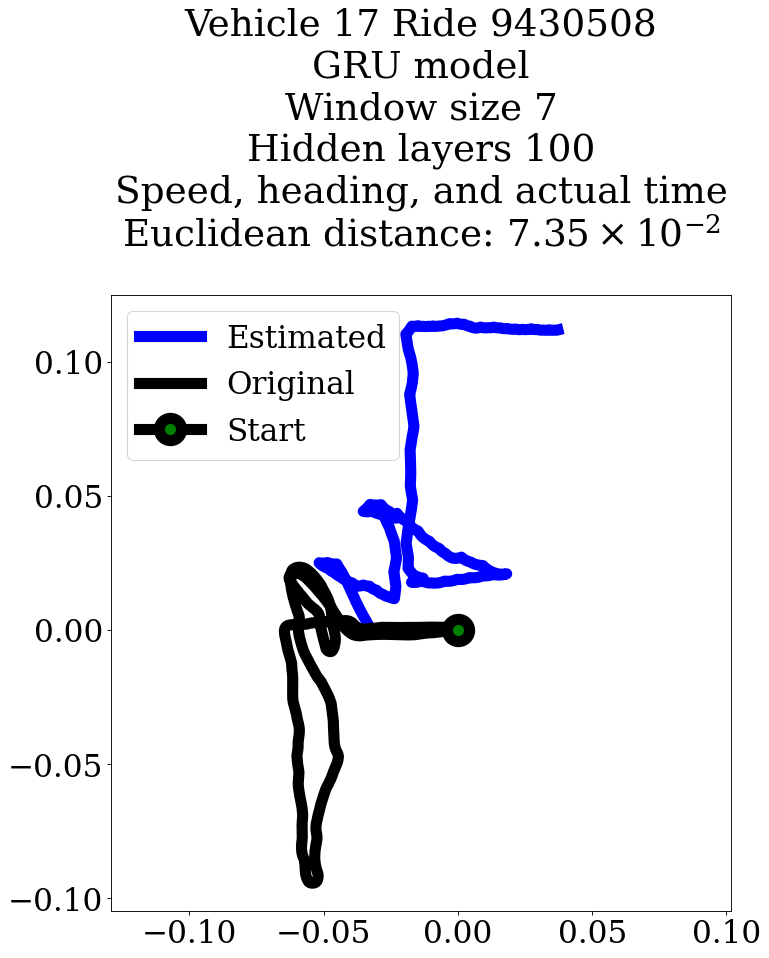 Vehicle 17 Ride 9430508
GRU model
Window size 7
Hidden layers 100
Speed, heading, and actual time
Euclidean distance: 7.35 × 10⁻²
Estimated
Original
Start
0.10
0.05
0.00
−0.05
−0.10
−0.10 −0.05 0.00 0.05 0.10